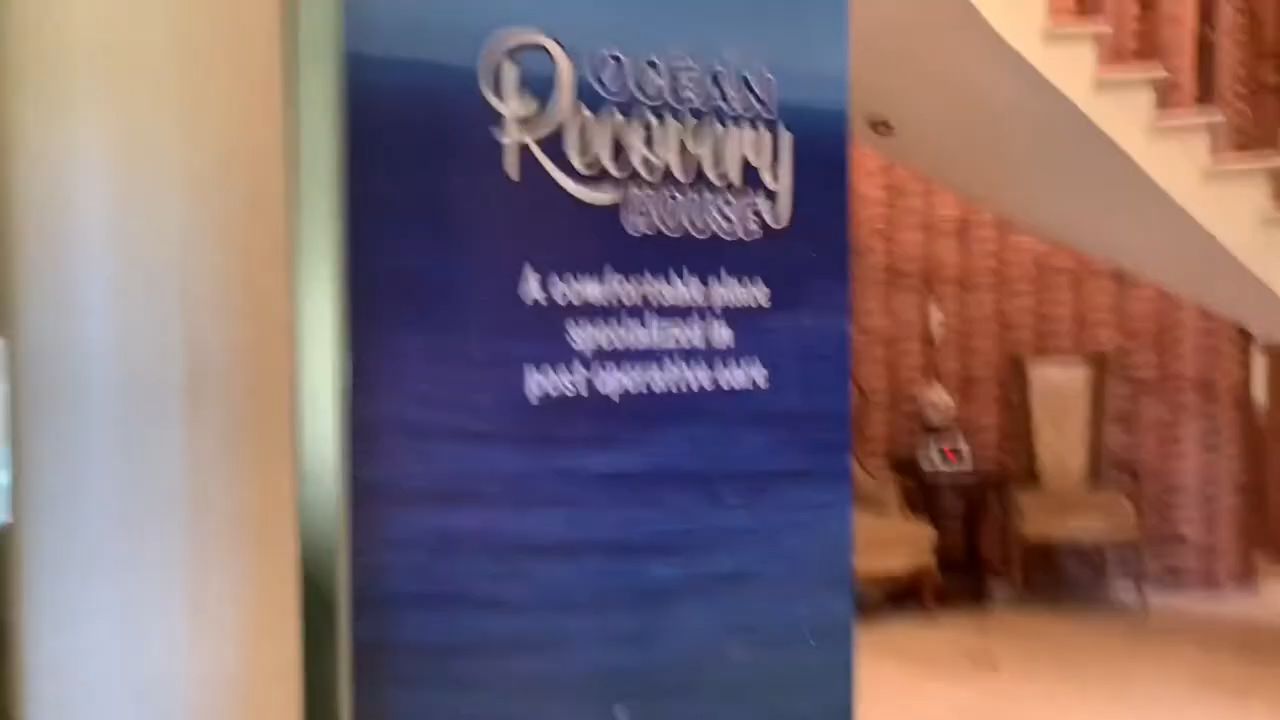 OCEAN
Recovery
HOUSE
A comfortable place
specialized in
post operative care